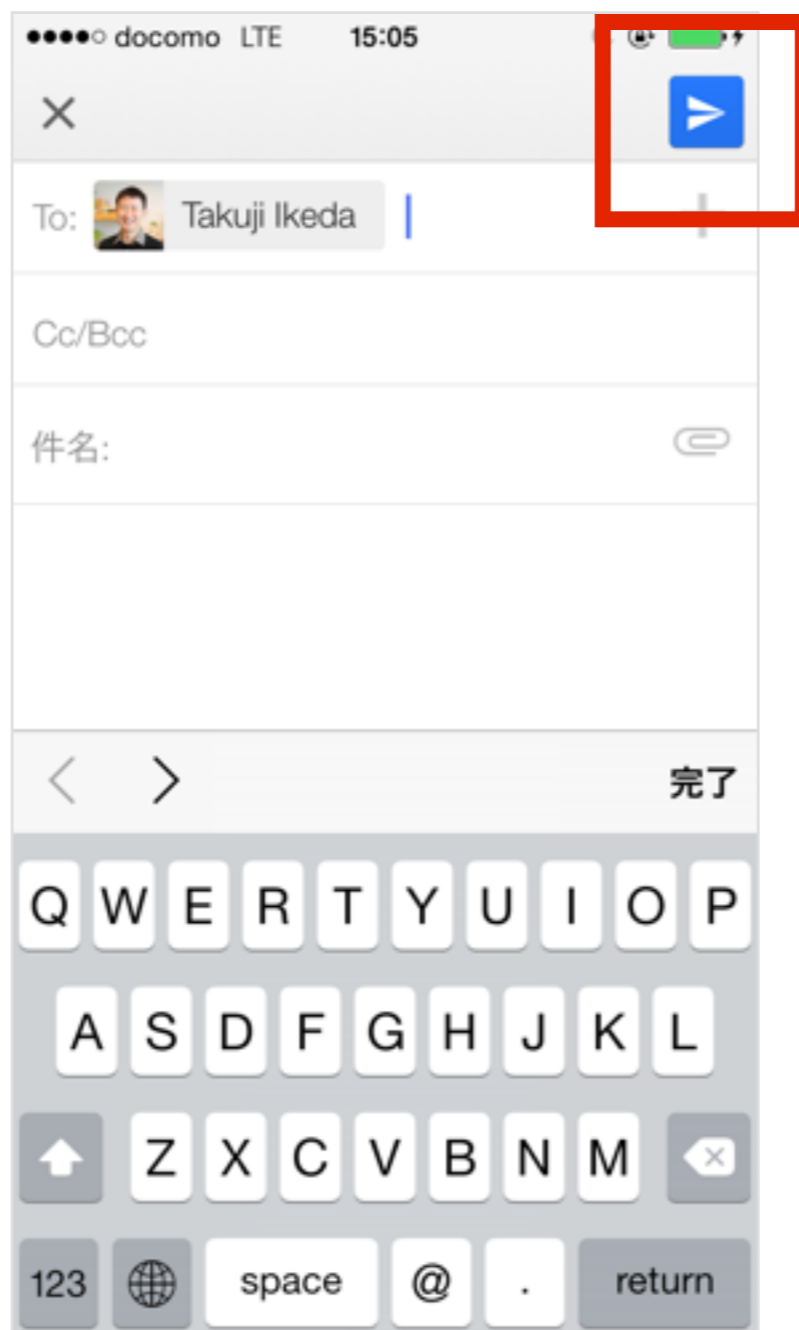 docomo LTE 15:05
To: Takuji Ikeda
Cc/Bcc
件名:
完了
Q W E R T Y U I O P
A S D F G H J K L
Z X C V B N M
123 space @ . return